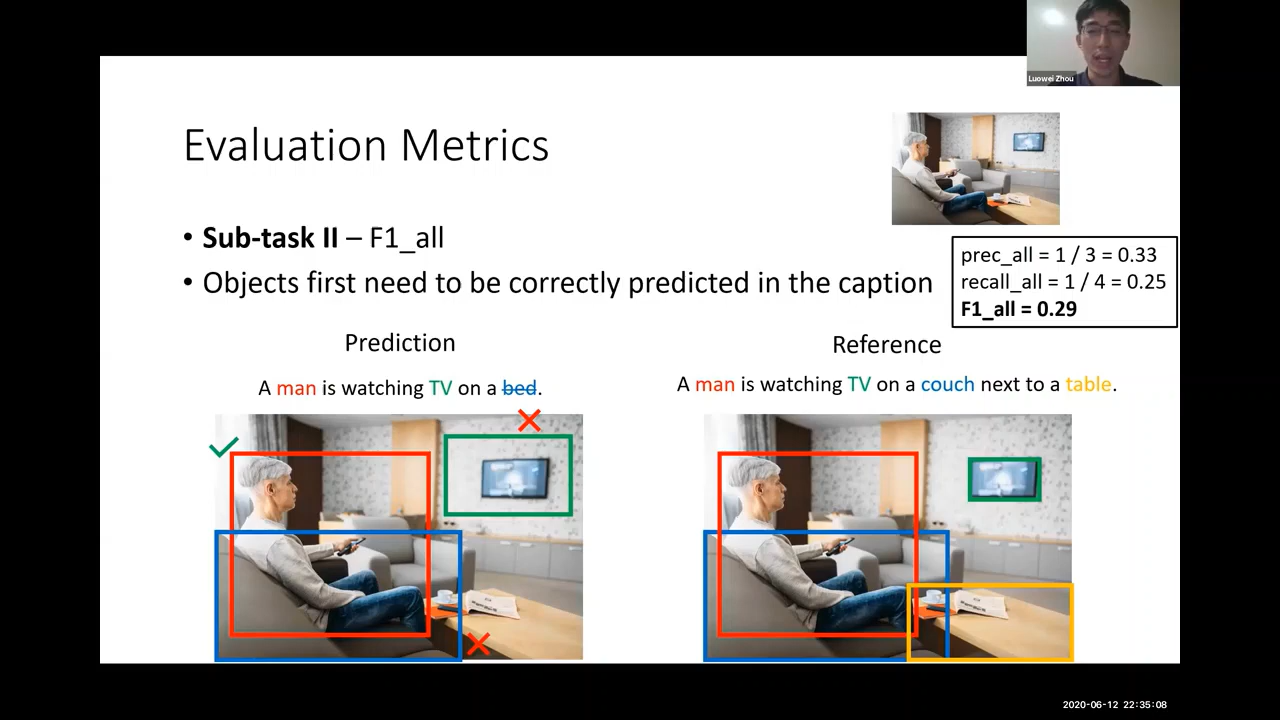 Luowei Zhou
Evaluation Metrics
• Sub-task II – F1_all
• Objects first need to be correctly predicted in the caption
prec_all = 1 / 3 = 0.33
recall_all = 1 / 4 = 0.25
F1_all = 0.29
Prediction
Reference
A man is watching TV on a bed.
A man is watching TV on a couch next to a table.
2020-06-12 22:35:08